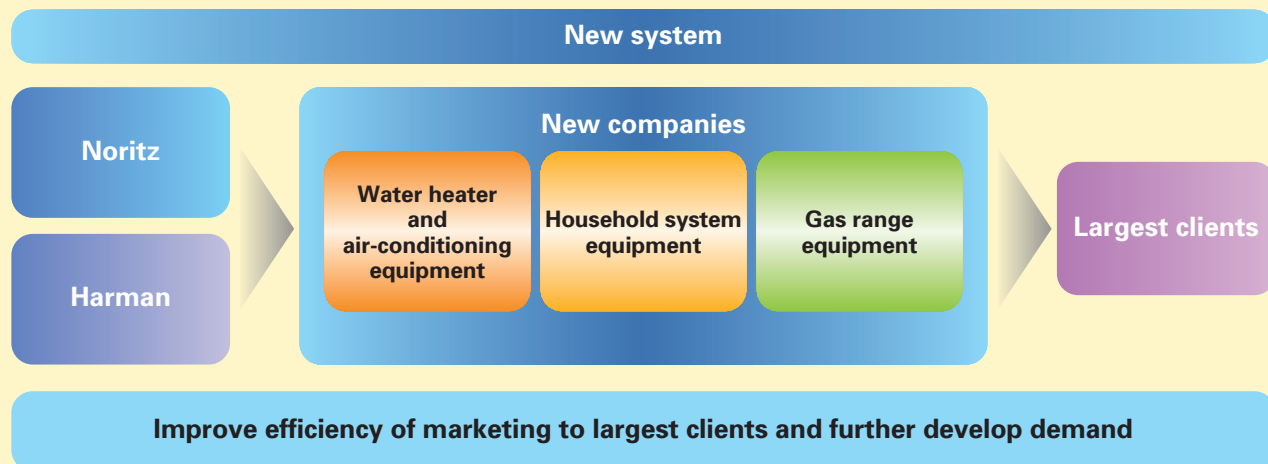 New system
Noritz
Harman
New companies
Water heater
and
air-conditioning
equipment
Household system
equipment
Gas range
equipment
Largest clients
Improve efficiency of marketing to largest clients and further develop demand